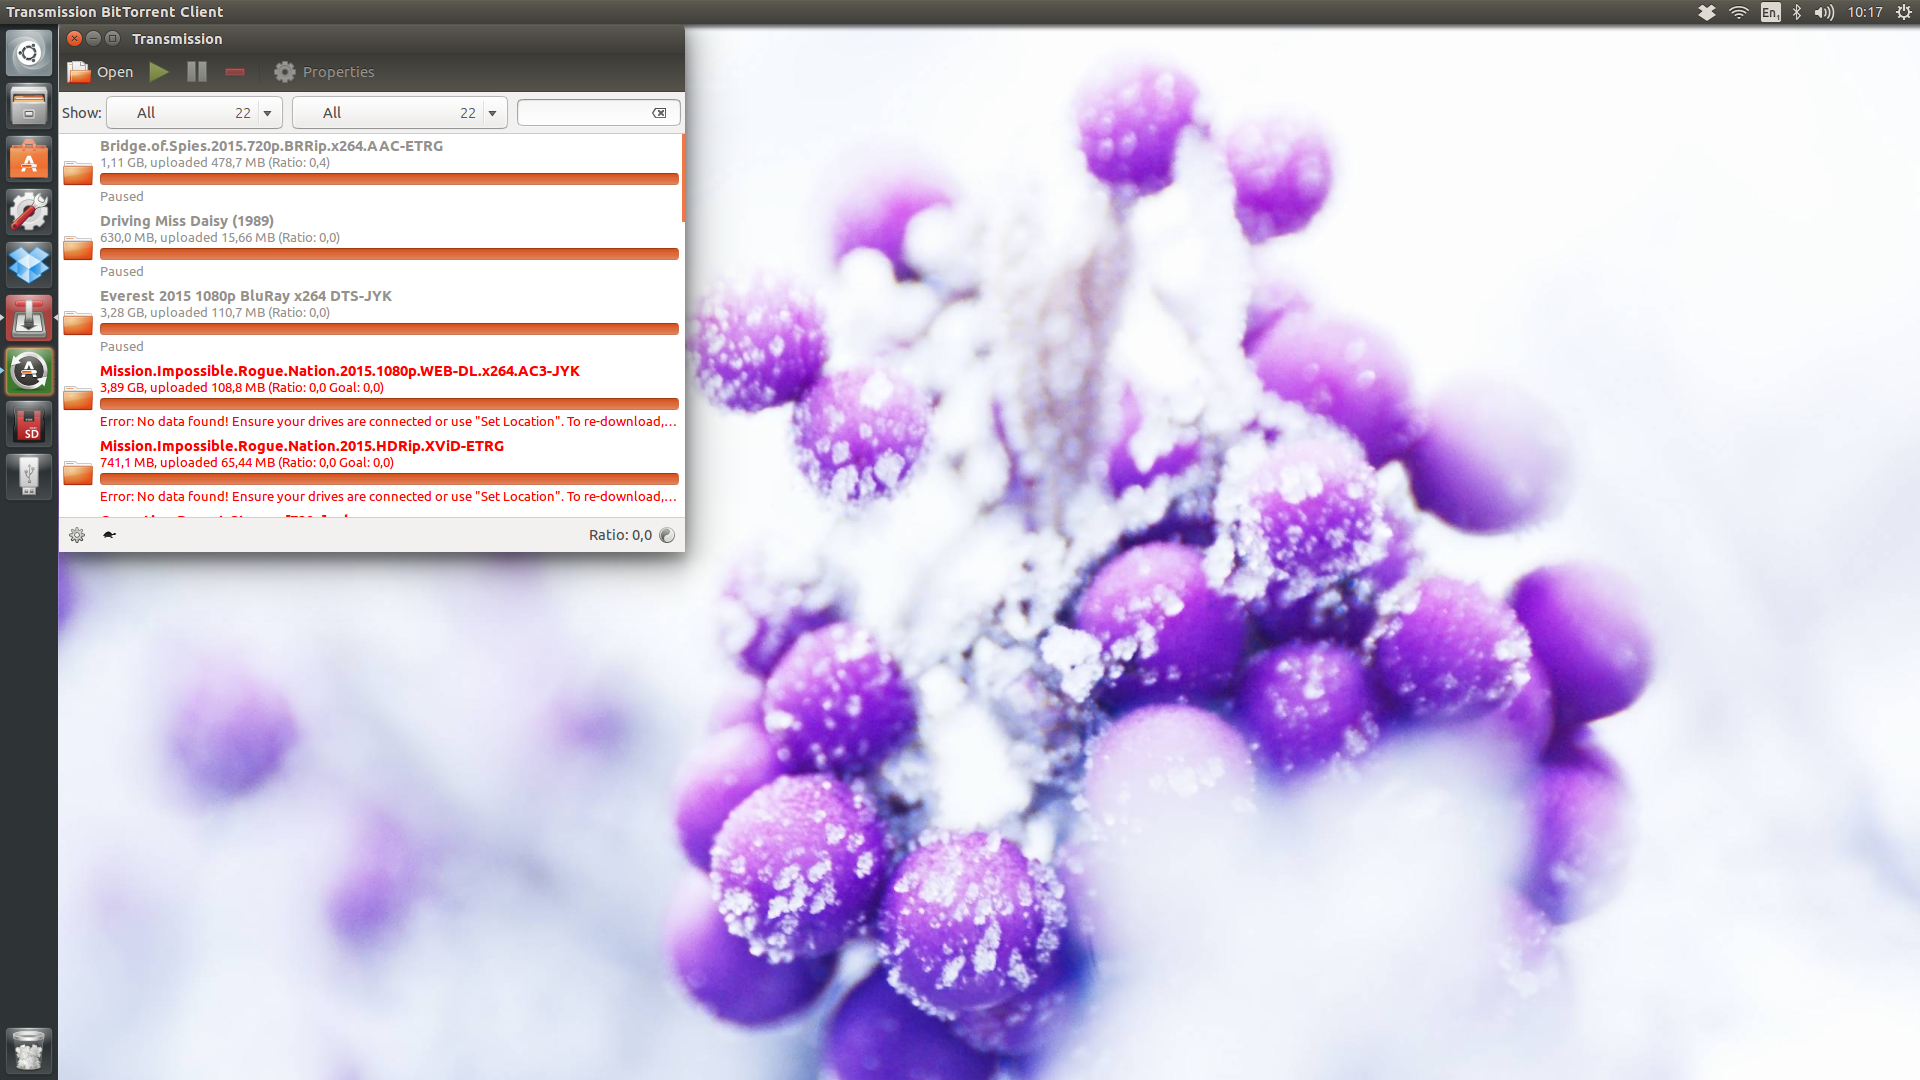 Transmission BitTorrent Client
En1
10:17
Transmission
Open
Properties
Show:
All
22
All
22
Bridge.of.Spies.2015.720p.BRRip.x264.AAC-ETRG
1,11 GB, uploaded 478,7 MB (Ratio: 0,4)
Paused
Driving Miss Daisy (1989)
630,0 MB, uploaded 15,66 MB (Ratio: 0,0)
Paused
Everest 2015 1080p BluRay x264 DTS-JYK
3,28 GB, uploaded 110,7 MB (Ratio: 0,0)
Paused
Mission.Impossible.Rogue.Nation.2015.1080p.WEB-DL.x264.AC3-JYK
3,89 GB, uploaded 108,8 MB (Ratio: 0,0 Goal: 0,0)
Error: No data found! Ensure your drives are connected or use "Set Location". To re-download,...
Mission.Impossible.Rogue.Nation.2015.HDRip.XViD-ETRG
741,1 MB, uploaded 65,44 MB (Ratio: 0,0 Goal: 0,0)
Error: No data found! Ensure your drives are connected or use "Set Location". To re-download,...
Ratio: 0,0
SD